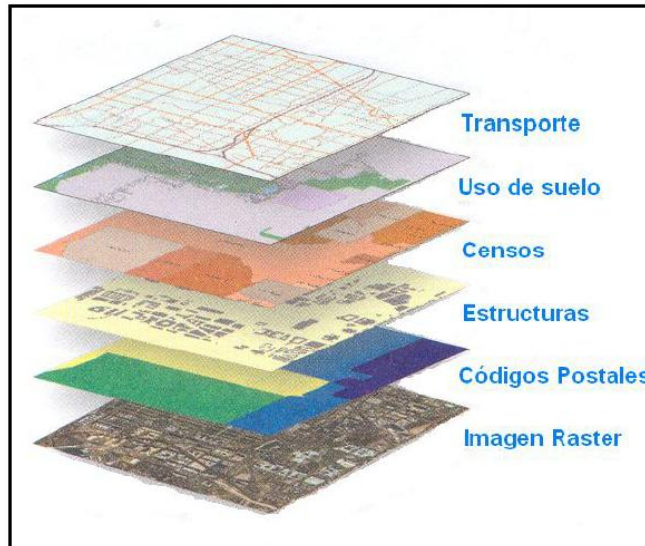 Transporte
Uso de suelo
Censos
Estructuras
Códigos Postales
Imagen Raster